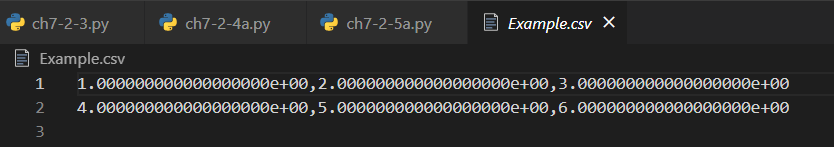 ch7-2-3.py ch7-2-4a.py ch7-2-5a.py Example.csv
Example.csv
1 1.000000000000000000e+00,2.000000000000000000e+00,3.000000000000000000e+00
2 4.000000000000000000e+00,5.000000000000000000e+00,6.000000000000000000e+00
3